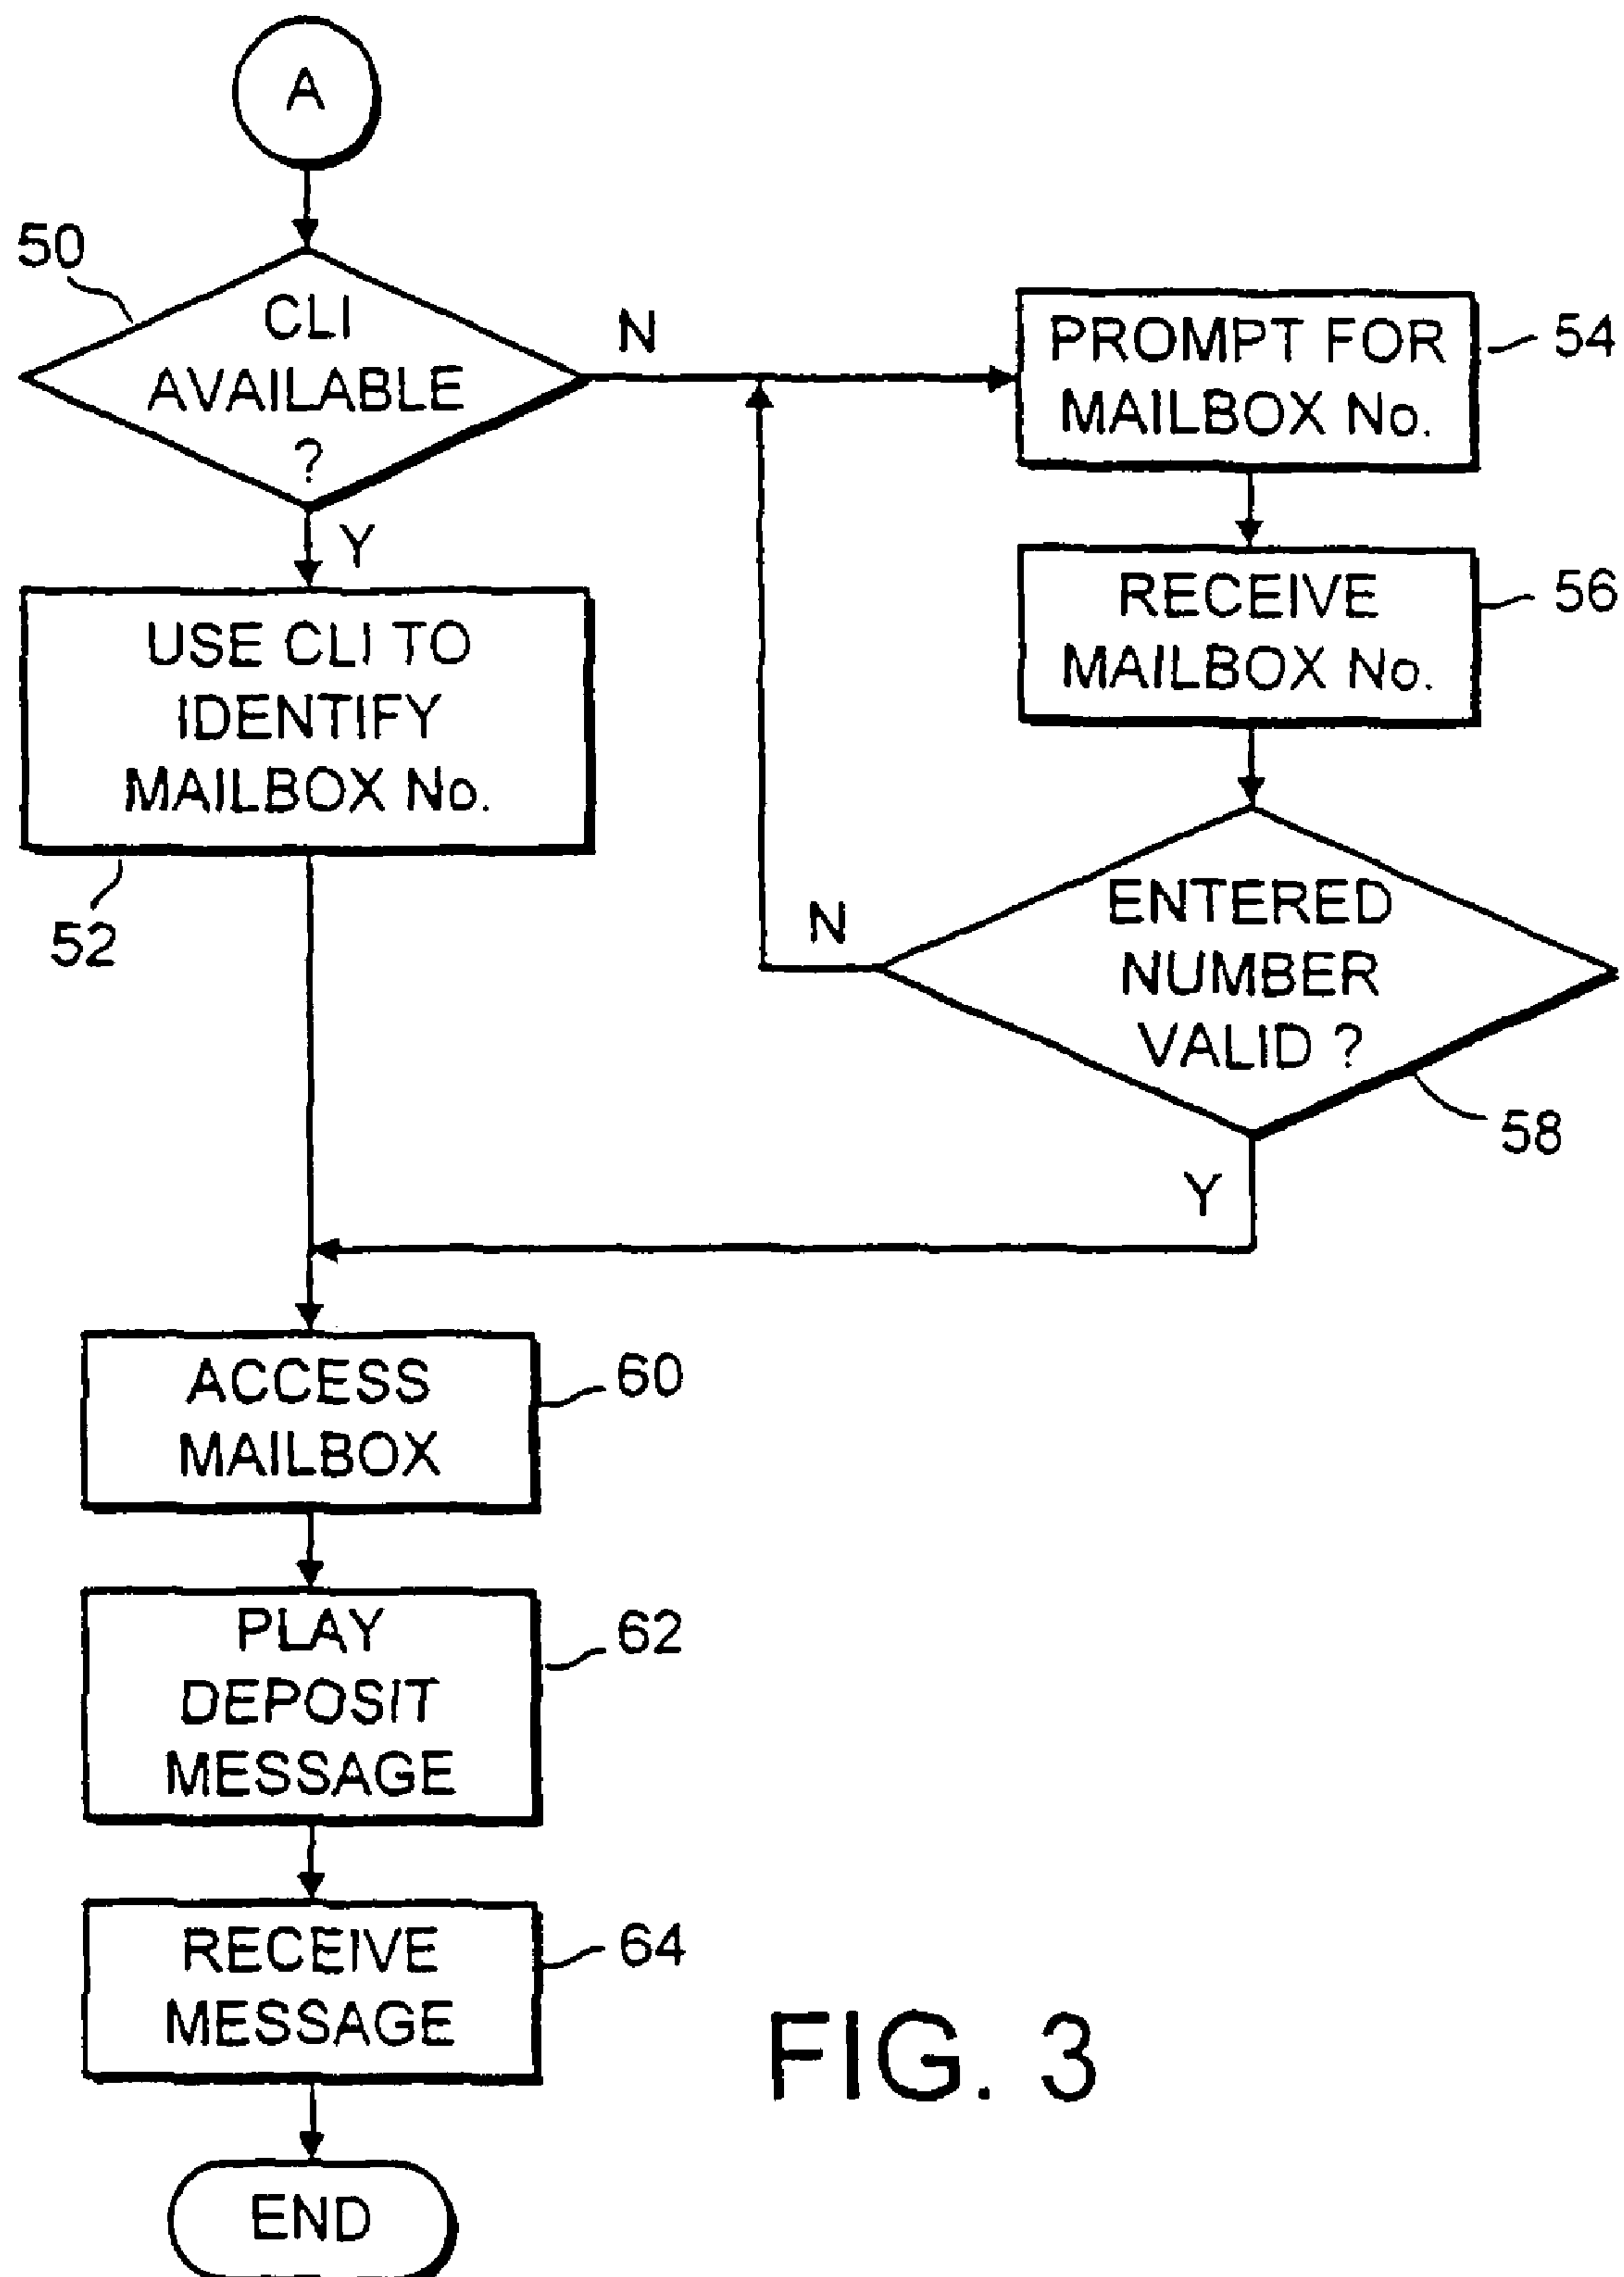 A
50
CLI
AVAILABLE
?
N
Y
PROMPT FOR
MAILBOX No.
54
RECEIVE
MAILBOX No.
56
USE CLI TO
IDENTIFY
MAILBOX No.
52
ENTERED
NUMBER
VALID ?
N
58
Y
ACCESS
MAILBOX
60
PLAY
DEPOSIT
MESSAGE
62
RECEIVE
MESSAGE
64
END
FIG. 3